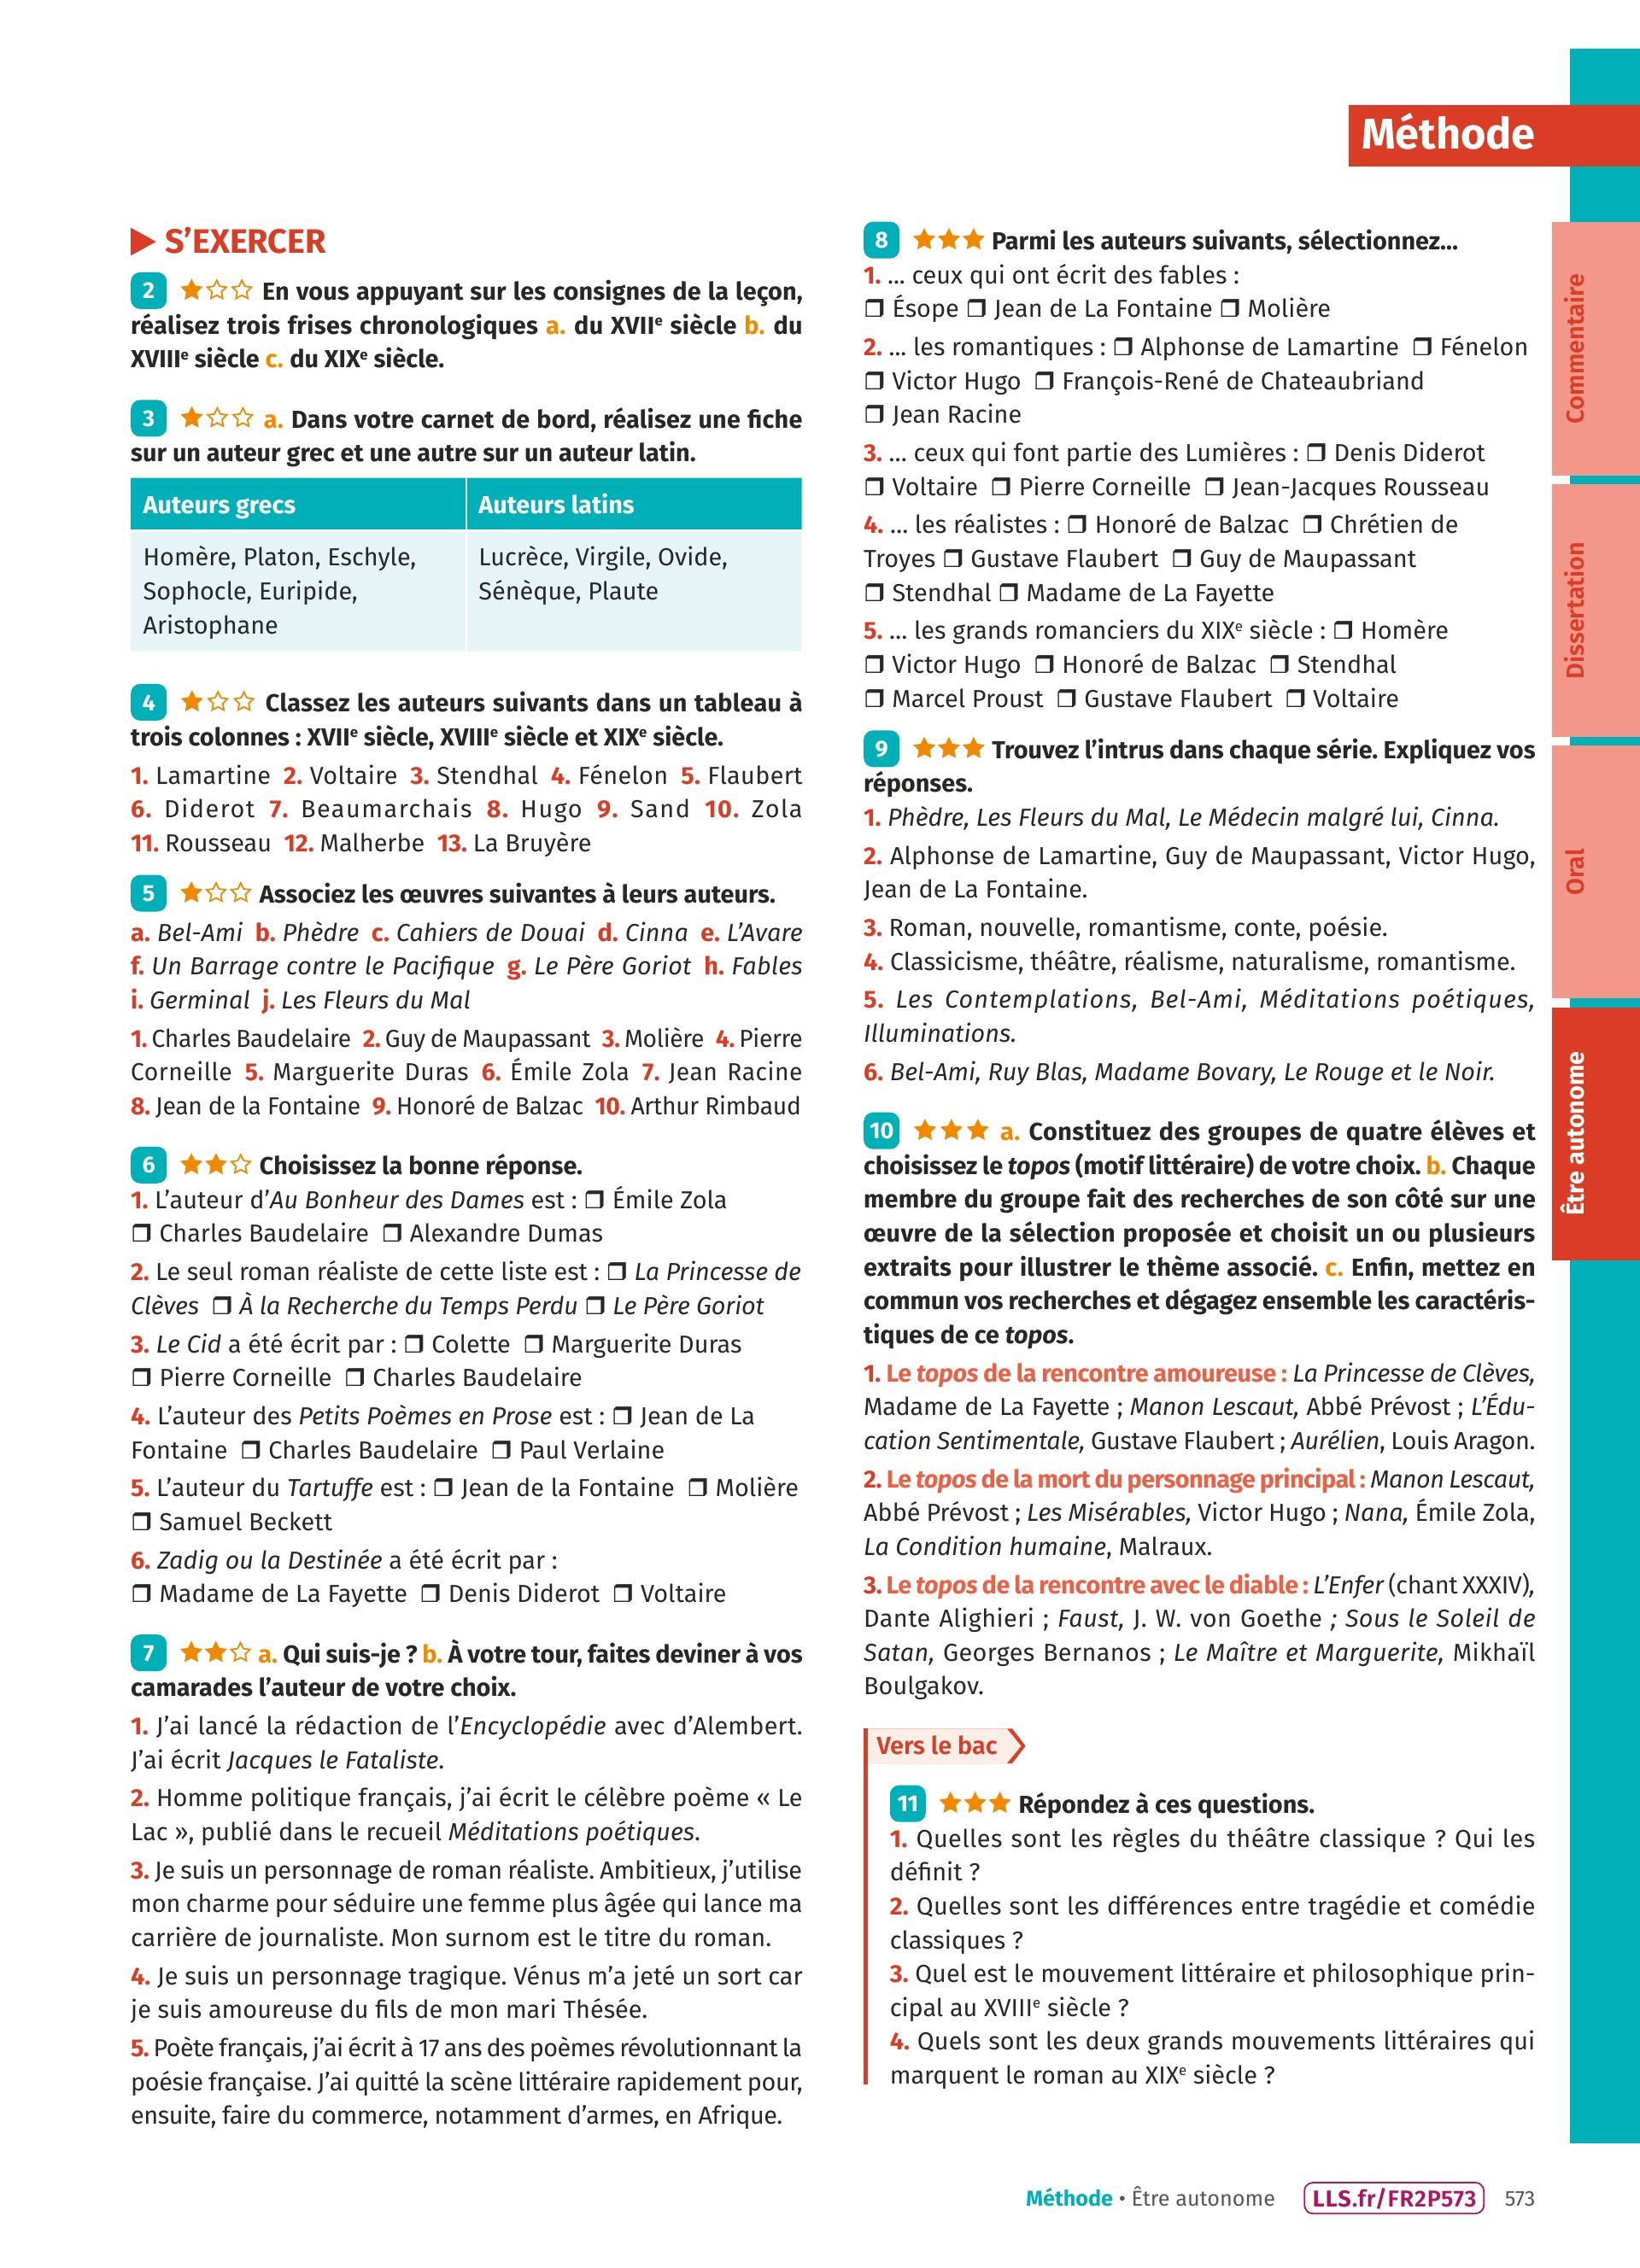 Méthode
S'EXERCER
2 ★☆☆ En vous appuyant sur les consignes de la leçon,
réalisez trois frises chronologiques a. du XVIIe siècle b. du
XVIIIe siècle c. du XIXe siècle.
3 ★☆☆ a. Dans votre carnet de bord, réalisez une fiche
sur un auteur grec et une autre sur un auteur latin.
Auteurs grecs
Auteurs latins
Homère, Platon, Eschyle,
Sophocle, Euripide,
Aristophane
Lucrèce, Virgile, Ovide,
Sénèque, Plaute
4 ★☆☆ Classez les auteurs suivants dans un tableau à
trois colonnes : XVIIe siècle, XVIIIe siècle et XIXe siècle.
1. Lamartine 2. Voltaire 3. Stendhal 4. Fénelon 5. Flaubert
6. Diderot 7. Beaumarchais 8. Hugo 9. Sand 10. Zola
11. Rousseau 12. Malherbe 13. La Bruyère
5 ★☆☆ Associez les œuvres suivantes à leurs auteurs.
a. Bel-Ami b. Phèdre c. Cahiers de Douai d. Cinna e. L'Avare
f. Un Barrage contre le Pacifique g. Le Père Goriot h. Fables
i. Germinal j. Les Fleurs du Mal
1. Charles Baudelaire 2. Guy de Maupassant 3. Molière 4. Pierre
Corneille 5. Marguerite Duras 6. Émile Zola 7. Jean Racine
8. Jean de la Fontaine 9. Honoré de Balzac 10. Arthur Rimbaud
6 ★★☆ Choisissez la bonne réponse.
1. L'auteur d'Au Bonheur des Dames est : ❒ Émile Zola
❒ Charles Baudelaire ❒ Alexandre Dumas
2. Le seul roman réaliste de cette liste est : ❒ La Princesse de
Clèves ❒ À la Recherche du Temps Perdu ❒ Le Père Goriot
3. Le Cid a été écrit par : ❒ Colette ❒ Marguerite Duras
❒ Pierre Corneille ❒ Charles Baudelaire
4. L'auteur des Petits Poèmes en Prose est : ❒ Jean de La
Fontaine ❒ Charles Baudelaire ❒ Paul Verlaine
5. L'auteur du Tartuffe est : ❒ Jean de la Fontaine ❒ Molière
❒ Samuel Beckett
6. Zadig ou la Destinée a été écrit par :
❒ Madame de La Fayette ❒ Denis Diderot ❒ Voltaire
7 ★★☆ a. Qui suis-je ? b. À votre tour, faites deviner à vos
camarades l'auteur de votre choix.
1. J'ai lancé la rédaction de l'Encyclopédie avec d'Alembert.
J'ai écrit Jacques le Fataliste.
2. Homme politique français, j'ai écrit le célèbre poème « Le
Lac », publié dans le recueil Méditations poétiques.
3. Je suis un personnage de roman réaliste. Ambitieux, j'utilise
mon charme pour séduire une femme plus âgée qui lance ma
carrière de journaliste. Mon surnom est le titre du roman.
4. Je suis un personnage tragique. Vénus m'a jeté un sort car
je suis amoureuse du fils de mon mari Thésée.
5. Poète français, j'ai écrit à 17 ans des poèmes révolutionnant la
poésie française. J'ai quitté la scène littéraire rapidement pour,
ensuite, faire du commerce, notamment d'armes, en Afrique.
8 ★★★ Parmi les auteurs suivants, sélectionnez...
1. ... ceux qui ont écrit des fables :
❒ Ésope ❒ Jean de La Fontaine ❒ Molière
2. ... les romantiques : ❒ Alphonse de Lamartine ❒ Fénelon
❒ Victor Hugo ❒ François-René de Chateaubriand
❒ Jean Racine
3. ... ceux qui font partie des Lumières : ❒ Denis Diderot
❒ Voltaire ❒ Pierre Corneille ❒ Jean-Jacques Rousseau
4. ... les réalistes : ❒ Honoré de Balzac ❒ Chrétien de
Troyes ❒ Gustave Flaubert ❒ Guy de Maupassant
❒ Stendhal ❒ Madame de La Fayette
5. ... les grands romanciers du XIXe siècle : ❒ Homère
❒ Victor Hugo ❒ Honoré de Balzac ❒ Stendhal
❒ Marcel Proust ❒ Gustave Flaubert ❒ Voltaire
9 ★★★ Trouvez l'intrus dans chaque série. Expliquez vos
réponses.
1. Phèdre, Les Fleurs du Mal, Le Médecin malgré lui, Cinna.
2. Alphonse de Lamartine, Guy de Maupassant, Victor Hugo,
Jean de La Fontaine.
3. Roman, nouvelle, romantisme, conte, poésie.
4. Classicisme, théâtre, réalisme, naturalisme, romantisme.
5. Les Contemplations, Bel-Ami, Méditations poétiques,
Illuminations.
6. Bel-Ami, Ruy Blas, Madame Bovary, Le Rouge et le Noir.
10 ★★★ a. Constituez des groupes de quatre élèves et
choisissez le topos (motif littéraire) de votre choix. b. Chaque
membre du groupe fait des recherches de son côté sur une
œuvre de la sélection proposée et choisit un ou plusieurs
extraits pour illustrer le thème associé. c. Enfin, mettez en
commun vos recherches et dégagez ensemble les caractéris-
tiques de ce topos.
1. Le topos de la rencontre amoureuse : La Princesse de Clèves,
Madame de La Fayette ; Manon Lescaut, Abbé Prévost ; L'Édu-
cation Sentimentale, Gustave Flaubert ; Aurélien, Louis Aragon.
2. Le topos de la mort du personnage principal : Manon Lescaut,
Abbé Prévost ; Les Misérables, Victor Hugo ; Nana, Émile Zola,
La Condition humaine, Malraux.
3. Le topos de la rencontre avec le diable : L'Enfer (chant XXXIV),
Dante Alighieri ; Faust, J. W. von Goethe ; Sous le Soleil de
Satan, Georges Bernanos ; Le Maître et Marguerite, Mikhaïl
Boulgakov.
Vers le bac
11 ★★★ Répondez à ces questions.
1. Quelles sont les règles du théâtre classique ? Qui les
définit ?
2. Quelles sont les différences entre tragédie et comédie
classiques ?
3. Quel est le mouvement littéraire et philosophique prin-
cipal au XVIIIe siècle ?
4. Quels sont les deux grands mouvements littéraires qui
marquent le roman au XIXe siècle ?
Commentaire
Dissertation
Oral
Être autonome
Méthode • Être autonome LLS.fr/FR2P573 573